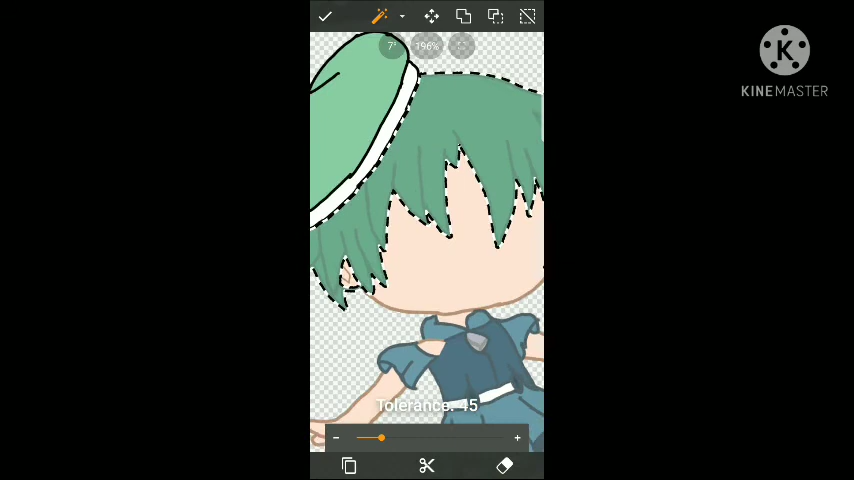 7°
196%
K
KINEMASTER
Tolerance: 45